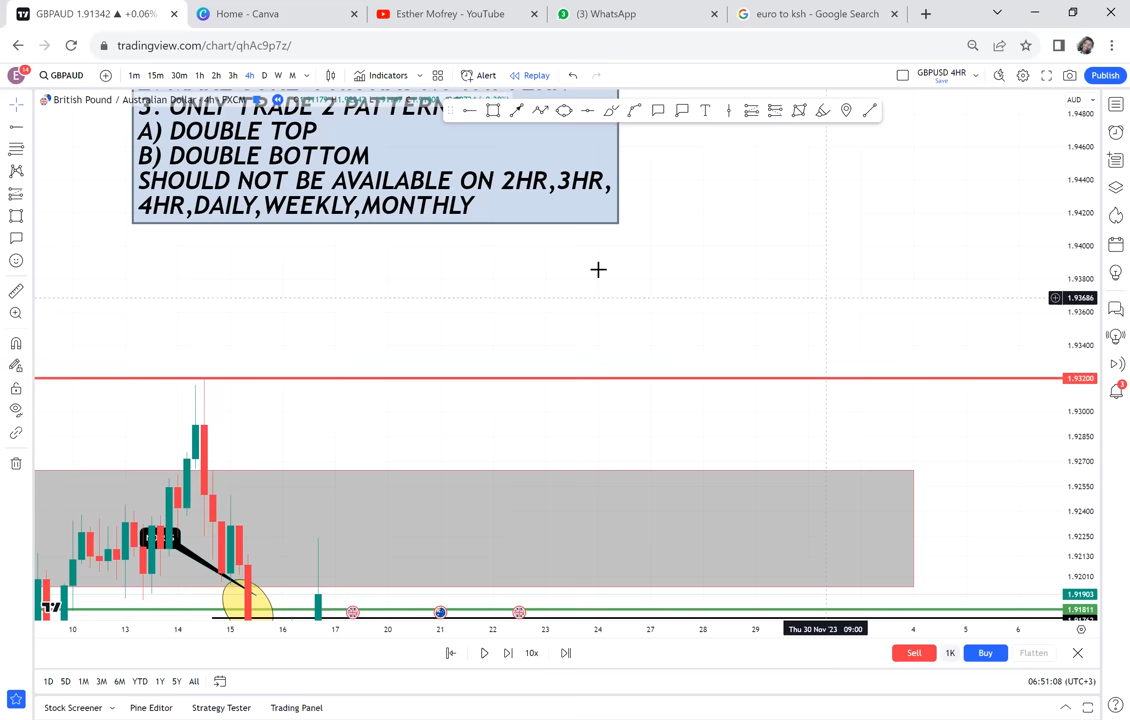 GBPAUD 1.91342 ▲ +0.06%
Home - Canva
Esther Mofrey - YouTube
(3) WhatsApp
euro to ksh - Google Search
tradingview.com/chart/qhAc9p7z/
E 14 GBPAUD 1m 15m 30m 1h 2h 3h 4h D W M Indicators Alert Replay GBPUSD 4HR Save Publish
British Pound / Australian Dollar · 4h · FXCM
AUD
3. ONLY TRADE 2 PATTERN
A) DOUBLE TOP
B) DOUBLE BOTTOM
SHOULD NOT BE AVAILABLE ON 2HR,3HR,
4HR,DAILY,WEEKLY,MONTHLY
1.94800
1.94600
1.94400
1.94200
1.94000
1.93800
1.93686
1.93600
1.93400
1.93200
1.93000
1.92850
1.92700
1.92550
1.92400
1.92250
1.92130
1.92010
1.91903
1.91811
3
10 13 14 15 16 17 20 21 22 23 24 27 28 29 Thu 30 Nov '23 09:00 4 5 6
10x Sell 1K Buy Flatten
1D 5D 1M 3M 6M YTD 1Y 5Y All 06:51:08 (UTC+3)
Stock Screener Pine Editor Strategy Tester Trading Panel